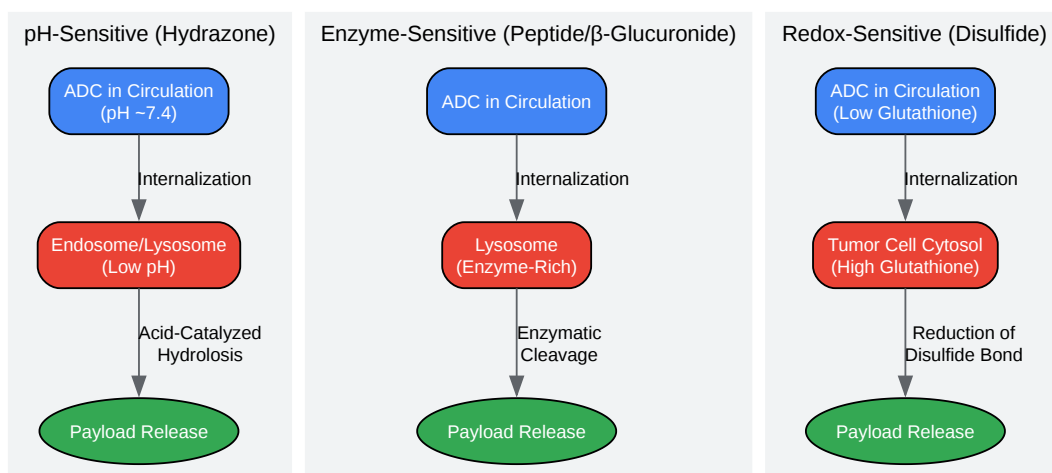 pH-Sensitive (Hydrazone)
ADC in Circulation
(pH ~7.4)
Internalization
Endosome/Lysosome
(Low pH)
Acid-Catalyzed
Hydrolosis
Payload Release
Enzyme-Sensitive (Peptide/β-Glucuronide)
ADC in Circulation
Internalization
Lysosome
(Enzyme-Rich)
Enzymatic
Cleavage
Payload Release
Redox-Sensitive (Disulfide)
ADC in Circulation
(Low Glutathione)
Internalization
Tumor Cell Cytosol
(High Glutathione)
Reduction of
Disulfide Bond
Payload Release